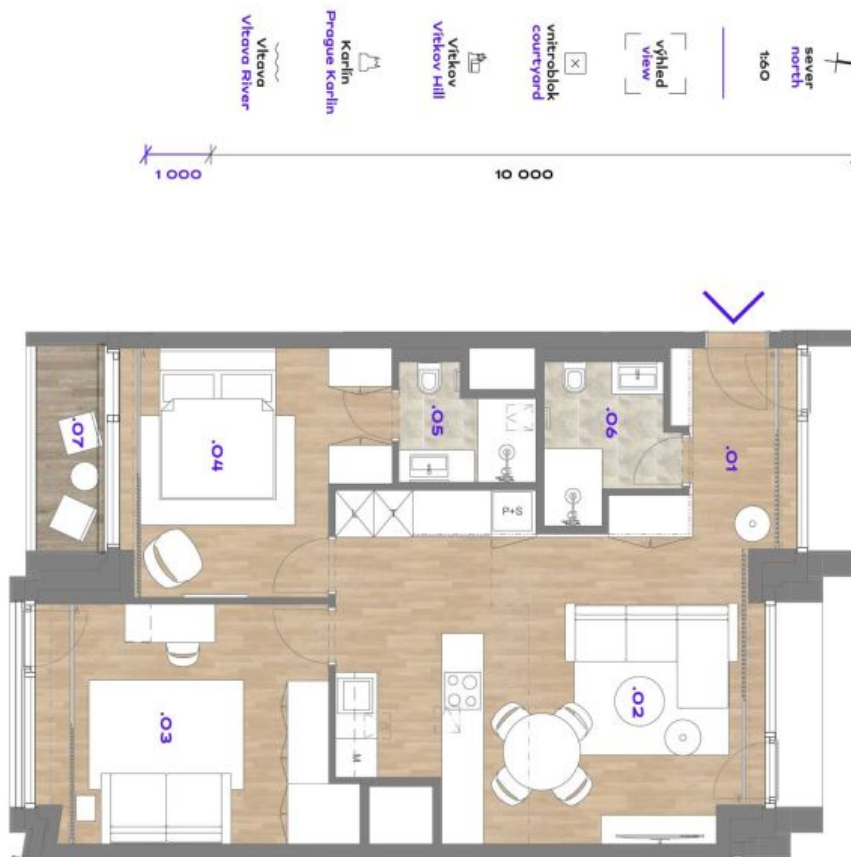 sever
north
1:60
výhled
view
vnitroblok
courtyard
Vítkov
Vítkov Hill
Karlín
Prague Karlín
Vltava
Vltava River
1 000
10 000
.01
.02
.03
.04
.05
.06
.07
P+S
M